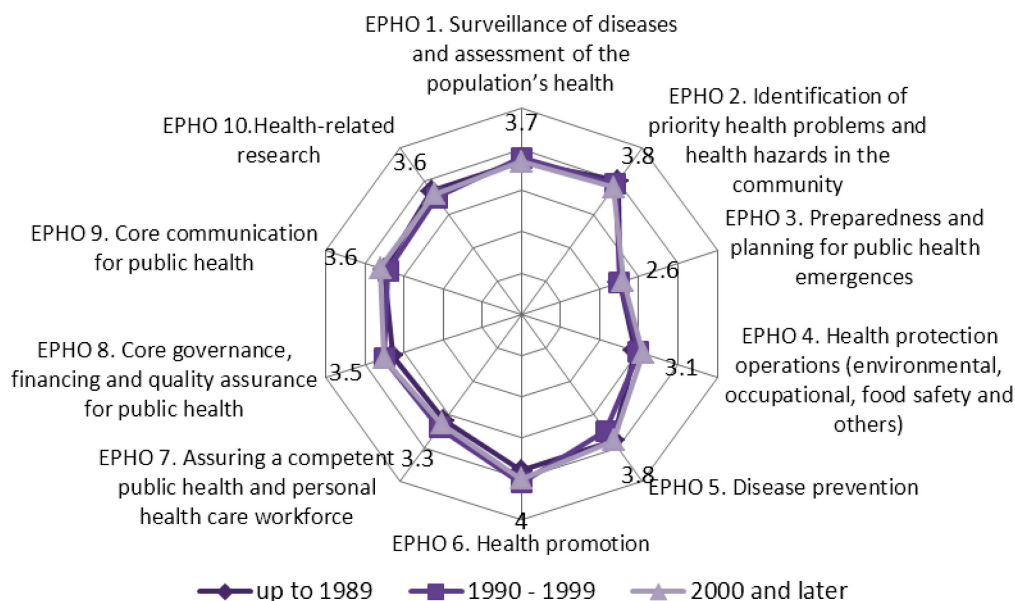 EPHO 1. Surveillance of diseases
and assessment of the
population's health
3.7
EPHO 2. Identification of
priority health problems and
health hazards in the
community
3.8
EPHO 3. Preparedness and
planning for public health
emergences
2.6
EPHO 4. Health protection
operations (environmental,
occupational, food safety and
others)
3.1
EPHO 5. Disease prevention
3.8
EPHO 6. Health promotion
4
EPHO 7. Assuring a competent
public health and personal
health care workforce
3.3
EPHO 8. Core governance,
financing and quality assurance
for public health
3.5
EPHO 9. Core communication
for public health
3.6
EPHO 10.Health-related
research
3.6
up to 1989
1990 - 1999
2000 and later